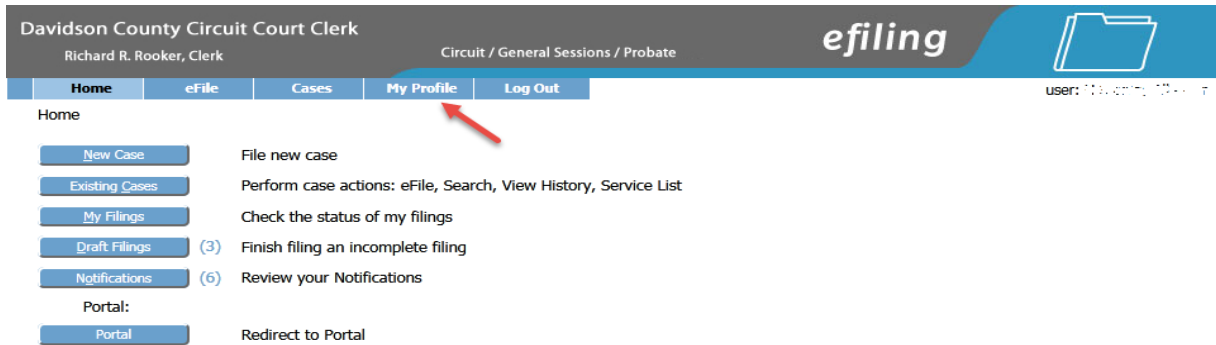 Davidson County Circuit Court Clerk
Richard R. Rooker, Clerk
Circuit / General Sessions / Probate
efiling
Home eFile Cases My Profile Log Out
user:
Home
New Case File new case
Existing Cases Perform case actions: eFile, Search, View History, Service List
My Filings Check the status of my filings
Draft Filings (3) Finish filing an incomplete filing
Notifications (6) Review your Notifications
Portal:
Portal Redirect to Portal